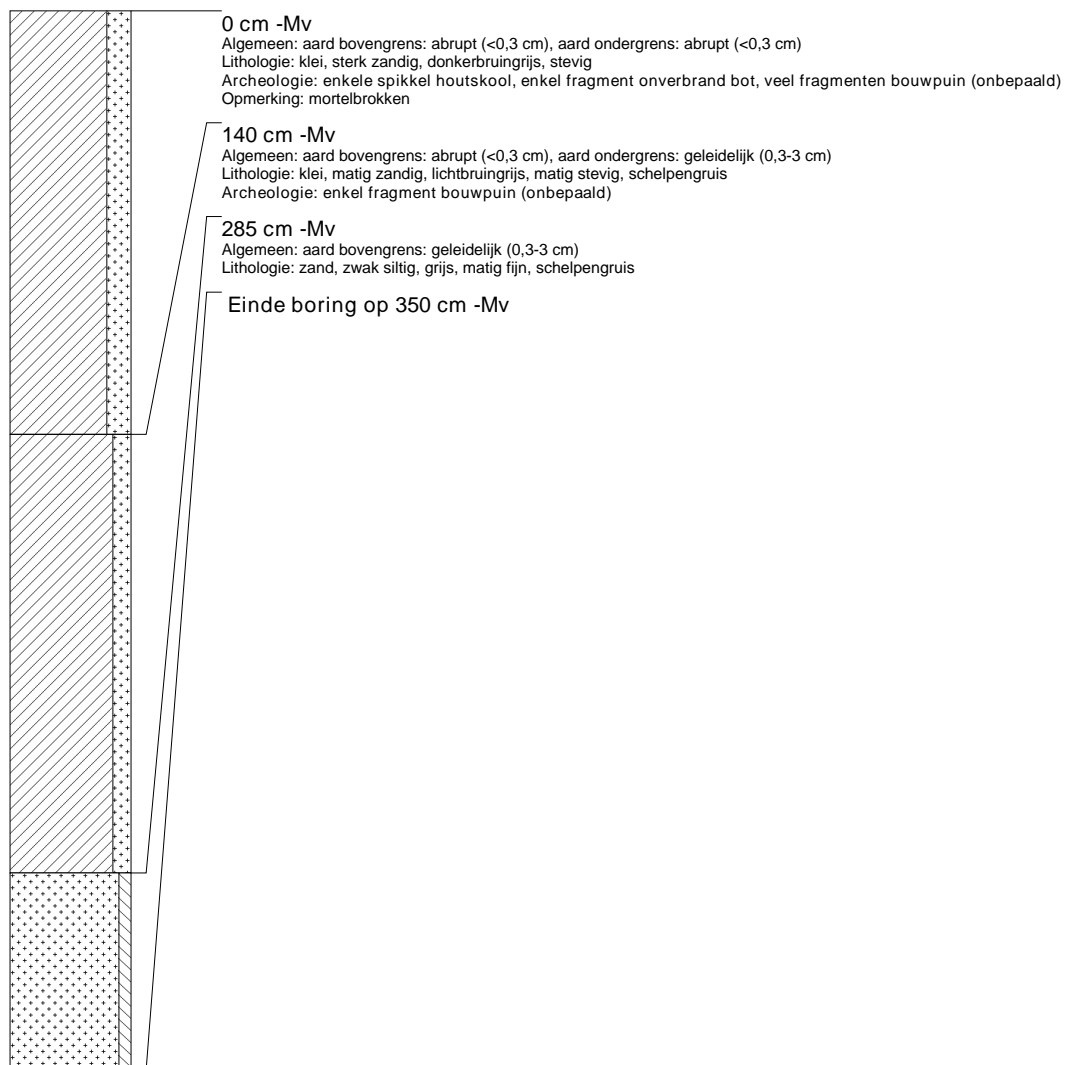 0 cm -Mv
Algemeen: aard bovengrens: abrupt (<0,3 cm), aard ondergrens: abrupt (<0,3 cm)
Lithologie: klei, sterk zandig, donkerbruingrijs, stevig
Archeologie: enkele spikkel houtskool, enkel fragment onverbrand bot, veel fragmenten bouwpuin (onbepaald)
Opmerking: mortelbrokken
140 cm -Mv
Algemeen: aard bovengrens: abrupt (<0,3 cm), aard ondergrens: geleidelijk (0,3-3 cm)
Lithologie: klei, matig zandig, lichtbruingrijs, matig stevig, schelpengruis
Archeologie: enkel fragment bouwpuin (onbepaald)
285 cm -Mv
Algemeen: aard bovengrens: geleidelijk (0,3-3 cm)
Lithologie: zand, zwak siltig, grijs, matig fijn, schelpengruis
Einde boring op 350 cm -Mv